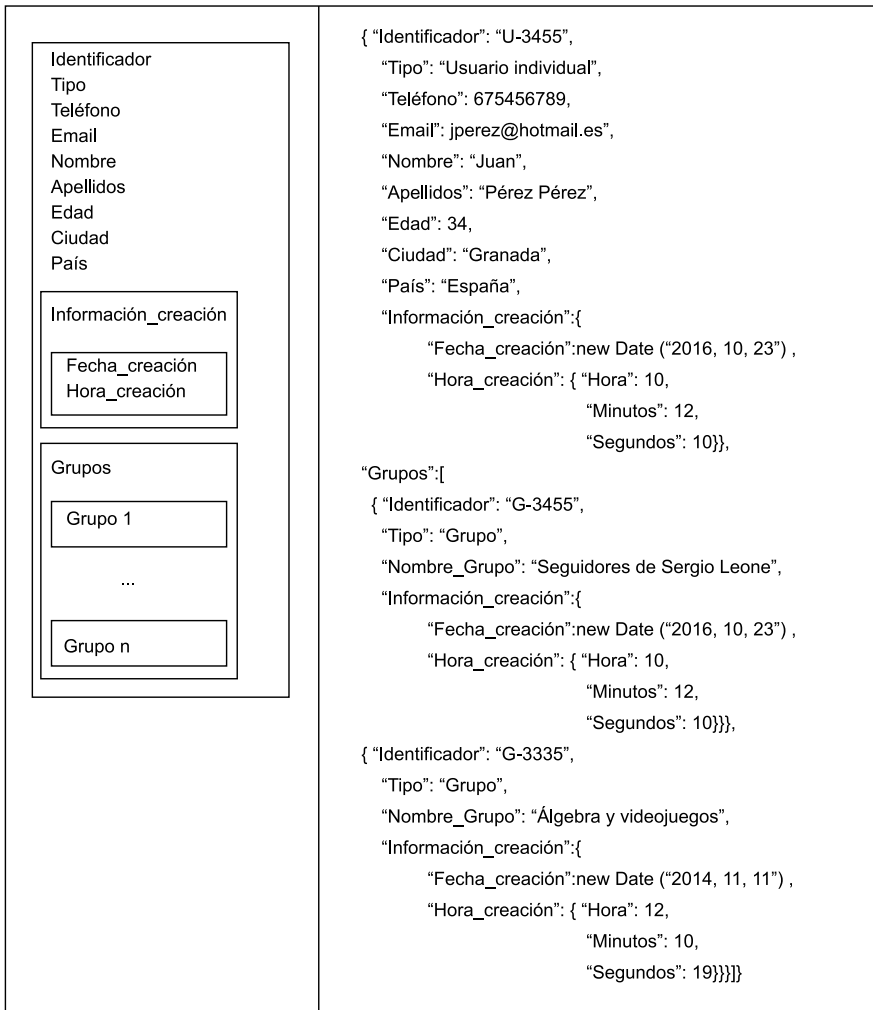 Identificador
Tipo
Teléfono
Email
Nombre
Apellidos
Edad
Ciudad
País
Información_creación
Fecha_creación
Hora_creación
Grupos
Grupo 1
...
Grupo n
{ “Identificador”: “U-3455”,
“Tipo”: “Usuario individual”,
“Teléfono”: 675456789,
“Email”: jperez@hotmail.es”,
“Nombre”: “Juan”,
“Apellidos”: “Pérez Pérez”,
“Edad”: 34,
“Ciudad”: “Granada”,
“País”: “España”,
“Información_creación”:{
“Fecha_creación”:new Date (“2016, 10, 23”) ,
“Hora_creación”: { “Hora”: 10,
“Minutos”: 12,
“Segundos”: 10}},
“Grupos”:[
{ “Identificador”: “G-3455”,
“Tipo”: “Grupo”,
“Nombre_Grupo”: “Seguidores de Sergio Leone”,
“Información_creación”:{
“Fecha_creación”:new Date (“2016, 10, 23”) ,
“Hora_creación”: { “Hora”: 10,
“Minutos”: 12,
“Segundos”: 10}}},
{ “Identificador”: “G-3335”,
“Tipo”: “Grupo”,
“Nombre_Grupo”: “Álgebra y videojuegos”,
“Información_creación”:{
“Fecha_creación”:new Date (“2014, 11, 11”) ,
“Hora_creación”: { “Hora”: 12,
“Minutos”: 10,
“Segundos”: 19}}}]}